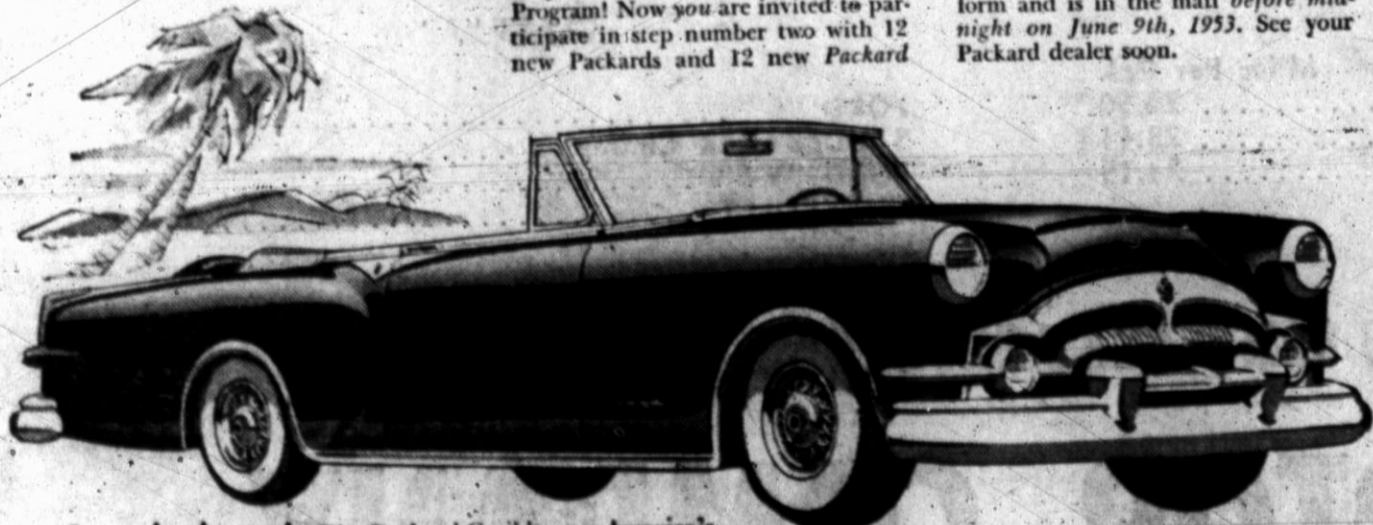 Program! Now you are invited to par-
ticipate in step number two with 12
new Packards and 12 new Packard
form and is in the mail before mid-
night on June 9th, 1953. See your
Packard dealer soon.